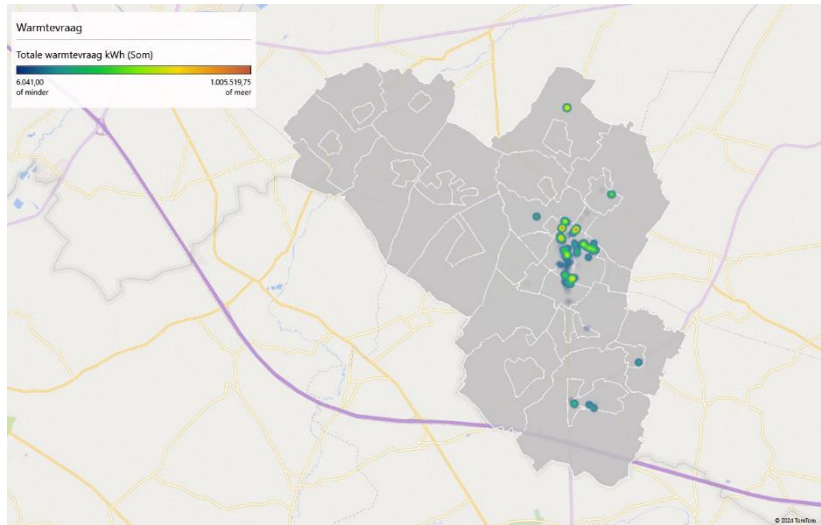 Warmtevraag
Totale warmtevraag kWh (Som)
6.041,00 1.005.519,75
of minder of meer
© 2024 TomTom